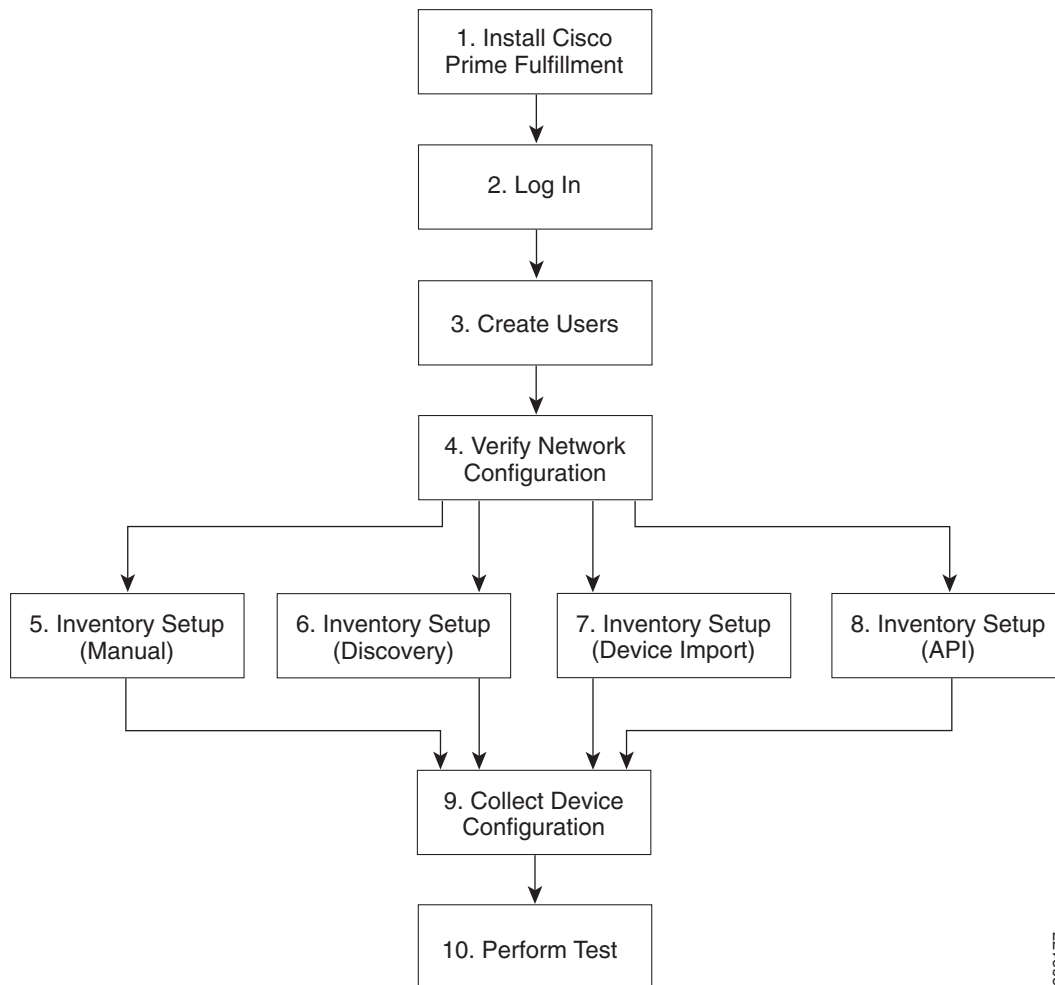 1. Install Cisco
Prime Fulfillment
2. Log In
3. Create Users
4. Verify Network
Configuration
5. Inventory Setup
(Manual)
6. Inventory Setup
(Discovery)
7. Inventory Setup
(Device Import)
8. Inventory Setup
(API)
9. Collect Device
Configuration
10. Perform Test